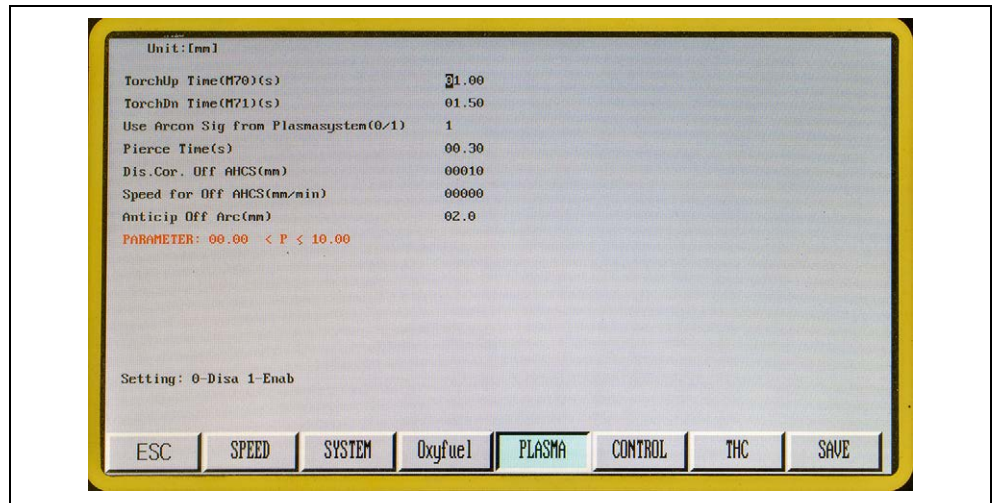 Unit:[mm]
TorchUp Time(M70)(s) 01.00
TorchDn Time(M71)(s) 01.50
Use Arcon Sig from Plasmasystem(0/1) 1
Pierce Time(s) 00.30
Dis.Cor. Off AHCS(mm) 00010
Speed for Off AHCS(mm/min) 00000
Anticip Off Arc(mm) 02.0
PARAMETER: 00.00 < P < 10.00
Setting: 0-Disa 1-Enab
ESC SPEED SYSTEM Oxyfuel PLASMA CONTROL THC SAVE